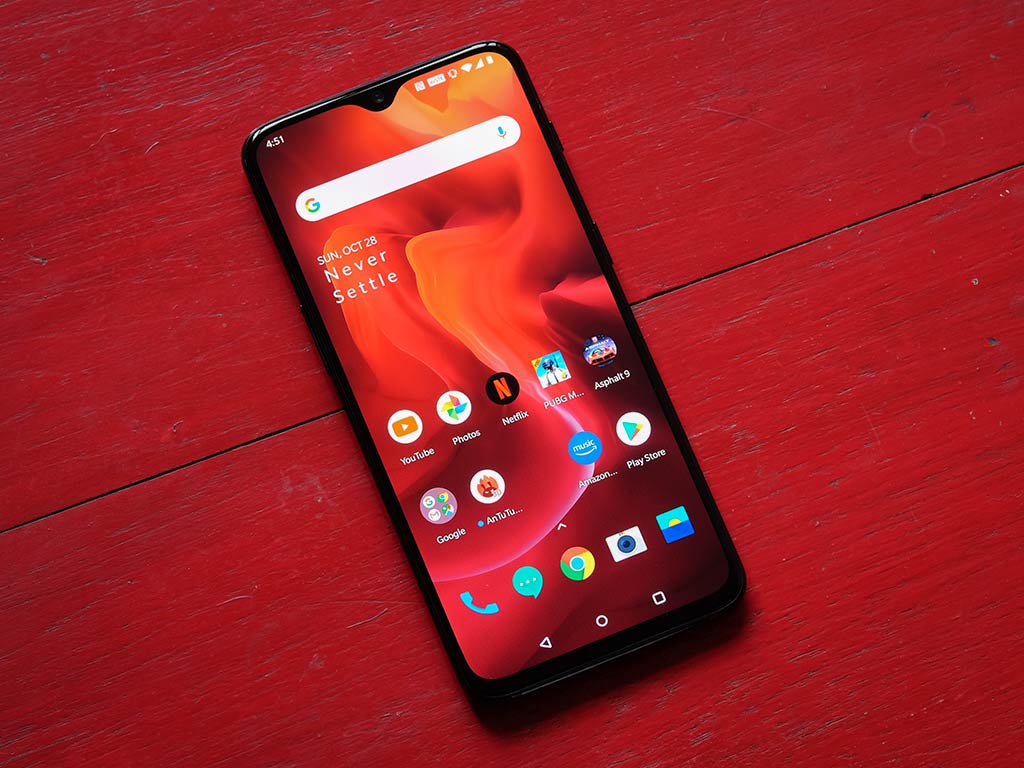 4:51
SUN, OCT 28
Never
Settle
YouTube
Photos
N
Netflix
PUBG M...
Asphalt 9
Google
AnTuTu...
music
Amazon...
Play Store